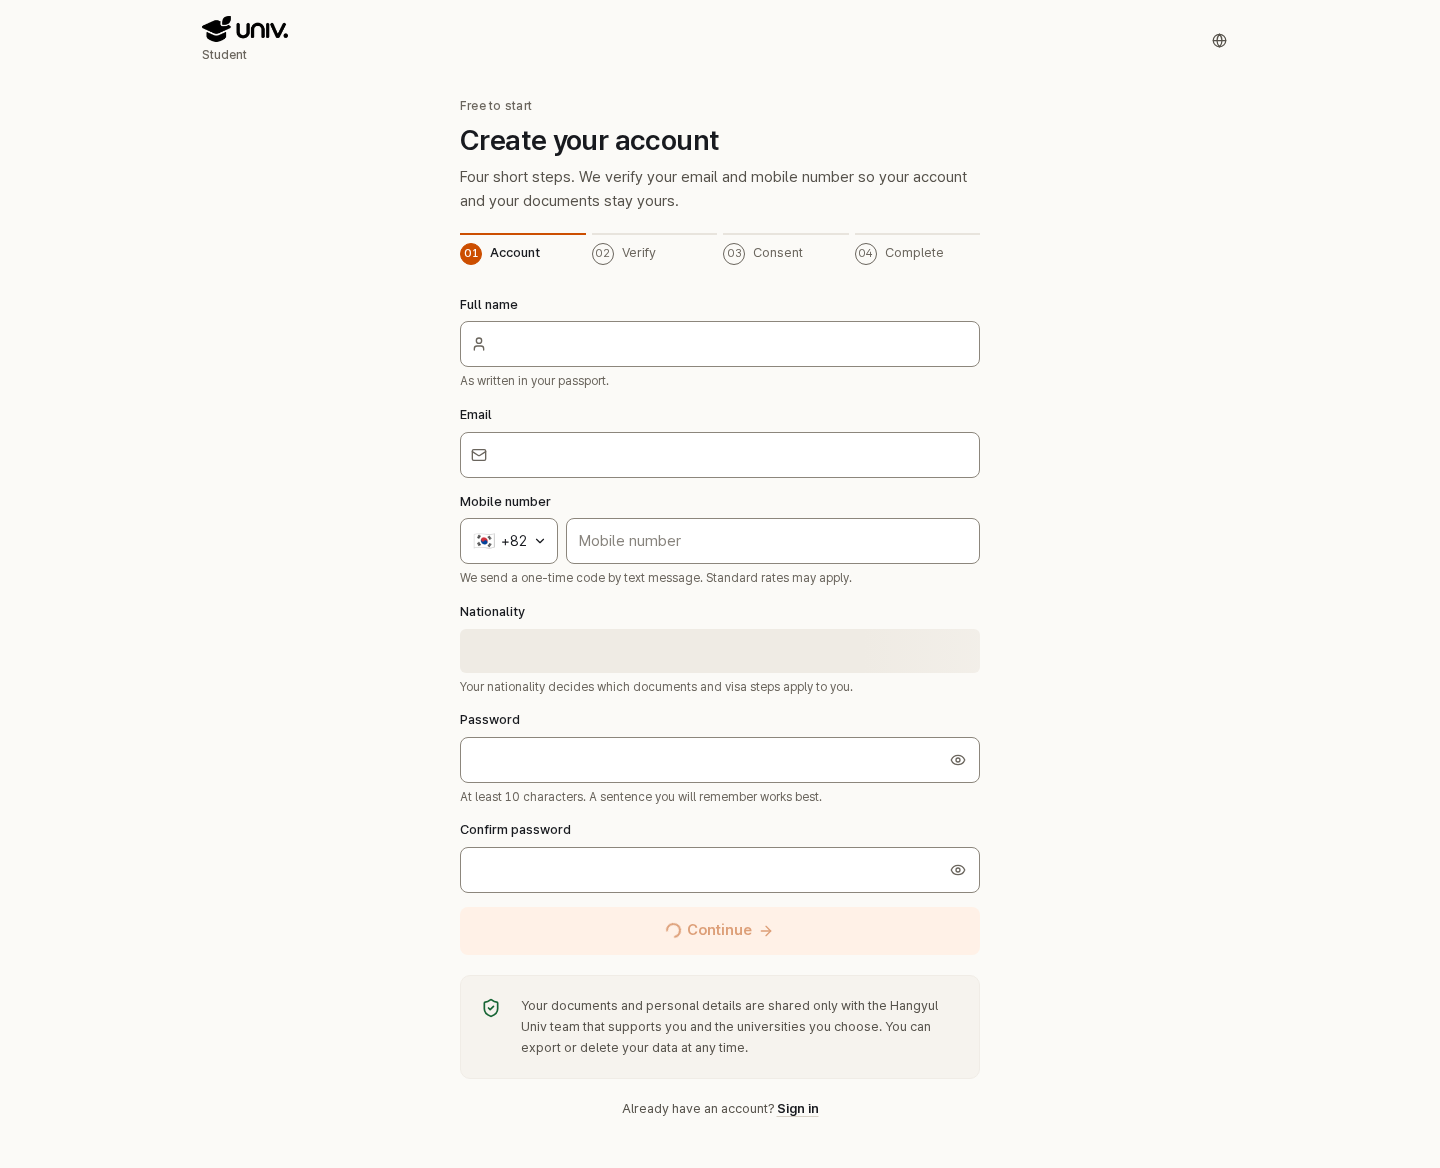 UNIV.
Student
Free to start
Create your account
Four short steps. We verify your email and mobile number so your account
and your documents stay yours.
01 Account 02 Verify 03 Consent 04 Complete
Full name
As written in your passport.
Email
Mobile number
+82 Mobile number
We send a one-time code by text message. Standard rates may apply.
Nationality
Your nationality decides which documents and visa steps apply to you.
Password
At least 10 characters. A sentence you will remember works best.
Confirm password
Continue
Your documents and personal details are shared only with the Hangyul
Univ team that supports you and the universities you choose. You can
export or delete your data at any time.
Already have an account? Sign in